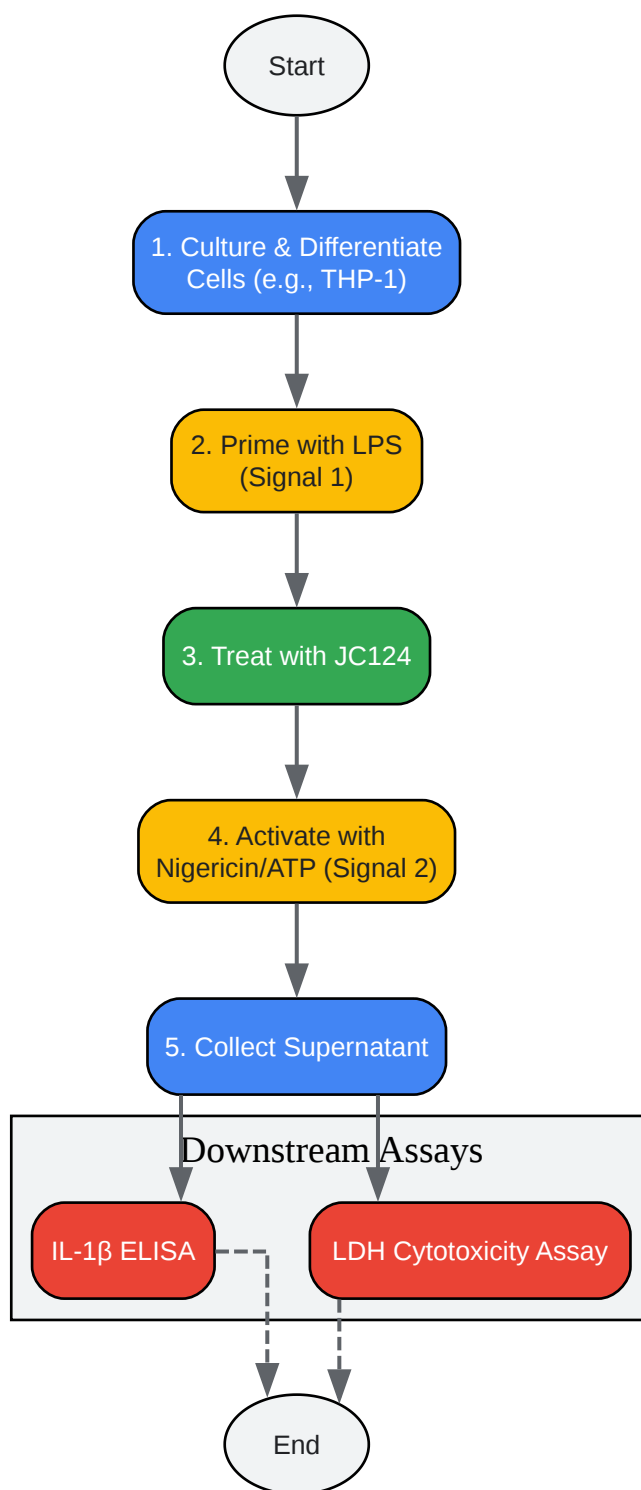 Start
1. Culture & Differentiate
Cells (e.g., THP-1)
2. Prime with LPS
(Signal 1)
3. Treat with JC124
4. Activate with
Nigericin/ATP (Signal 2)
5. Collect Supernatant
Downstream Assays
IL-1β ELISA
LDH Cytotoxicity Assay
End